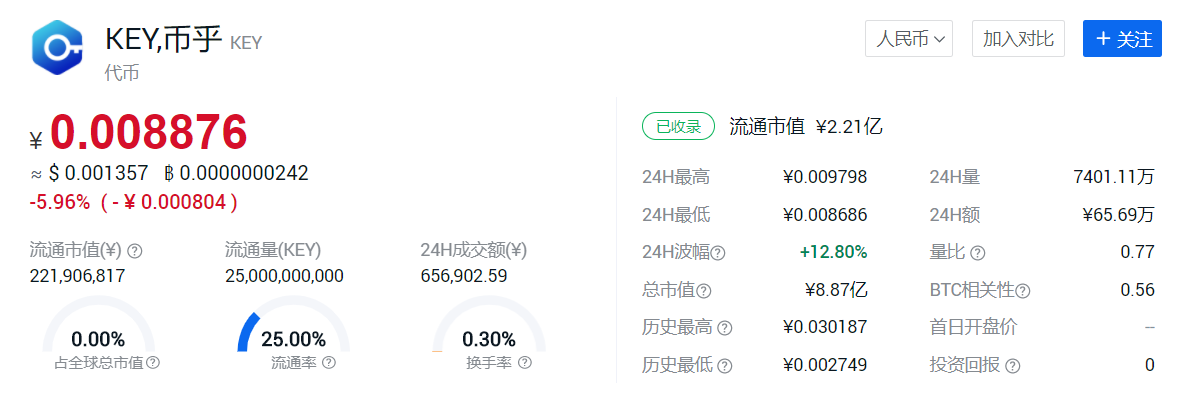 KEY,币乎 KEY
代币
人民币
加入对比
+ 关注
¥ 0.008876
≈ $ 0.001357 ฿ 0.0000000242
-5.96% ( - ¥ 0.000804 )
流通市值(¥) ?
221,906,817
流通量(KEY)
25,000,000,000
24H成交额(¥)
656,902.59
0.00%
占全球总市值 ?
25.00%
流通率 ?
0.30%
换手率 ?
已收录 流通市值 ¥2.21亿
24H最高 ¥0.009798
24H量 7401.11万
24H最低 ¥0.008686
24H额 ¥65.69万
24H波幅 ? +12.80%
量比 ? 0.77
总市值 ? ¥8.87亿
BTC相关性 ? 0.56
历史最高 ? ¥0.030187
首日开盘价 --
历史最低 ? ¥0.002749
投资回报 ? 0